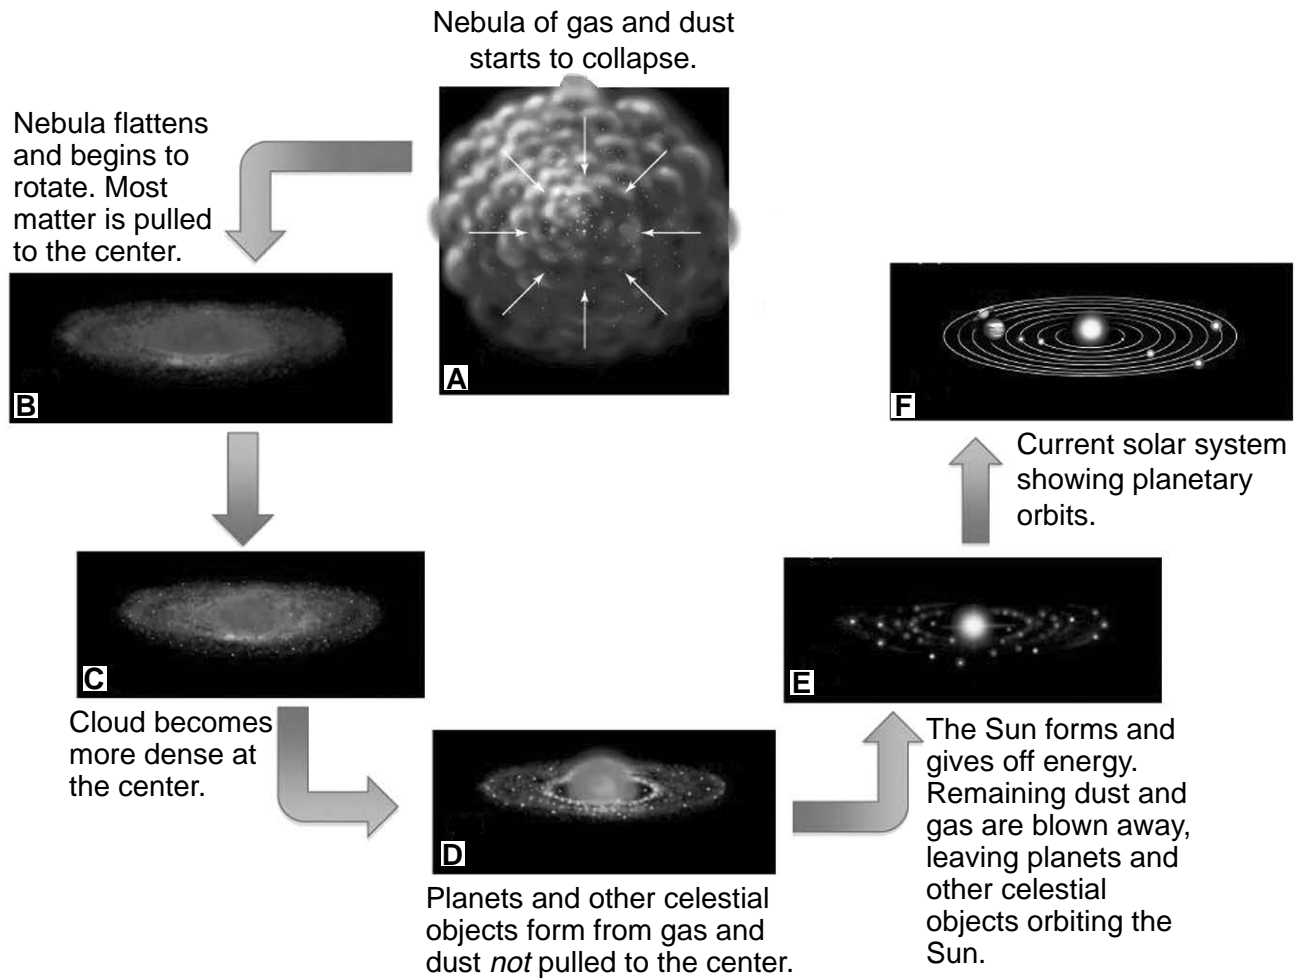 Nebula of gas and dust
starts to collapse.
A
Nebula flattens
and begins to
rotate. Most
matter is pulled
to the center.
B
C
Cloud becomes
more dense at
the center.
D
Planets and other celestial
objects form from gas and
dust not pulled to the center.
E
The Sun forms and
gives off energy.
Remaining dust and
gas are blown away,
leaving planets and
other celestial
objects orbiting the
Sun.
F
Current solar system
showing planetary
orbits.